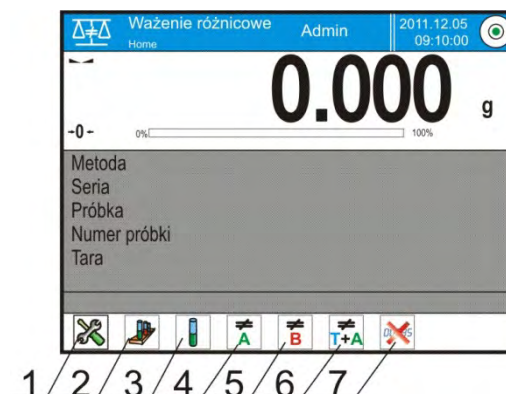 Ważenie różnicowe Admin 2011.12.05
Home 09:10:00
0.000 g
-0- 0% 100%
Metoda
Seria
Próbka
Numer próbki
Tara
≠ ≠ ≠
A B T+A
1 2 3 4 5 6 7